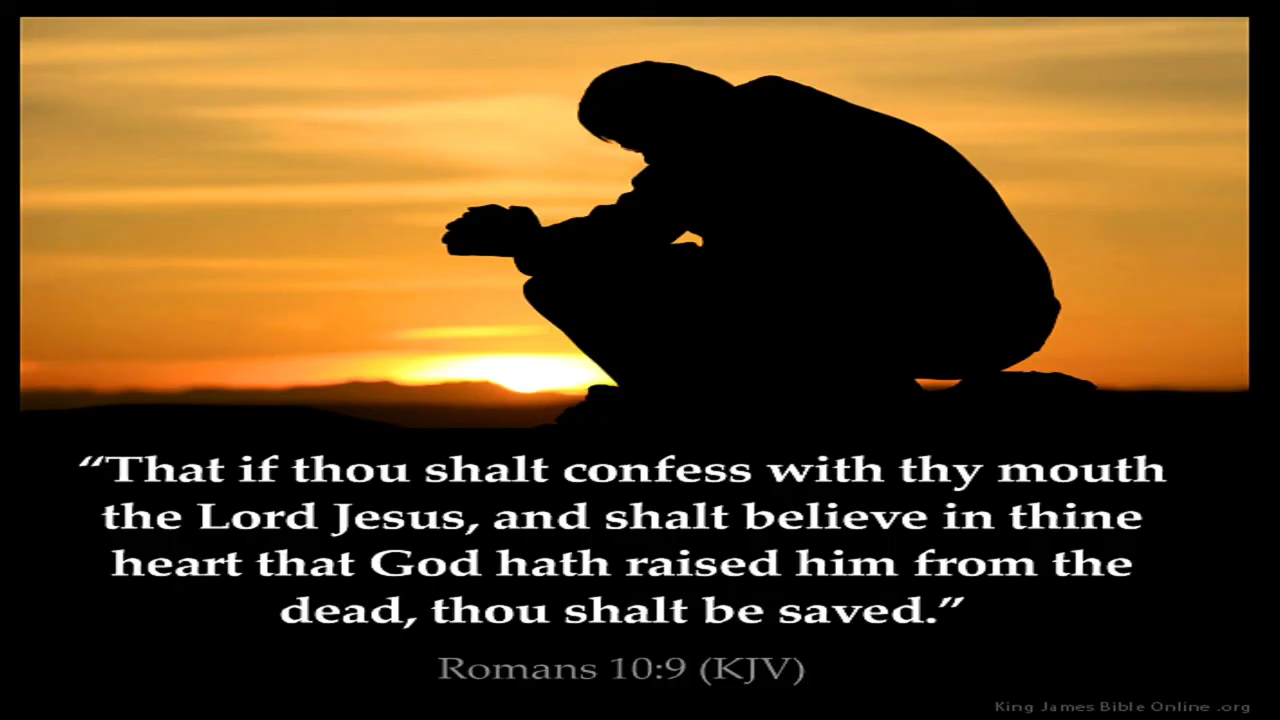 “That if thou shalt confess with thy mouth
the Lord Jesus, and shalt believe in thine
heart that God hath raised him from the
dead, thou shalt be saved.”
Romans 10:9 (KJV)
King James Bible Online .org